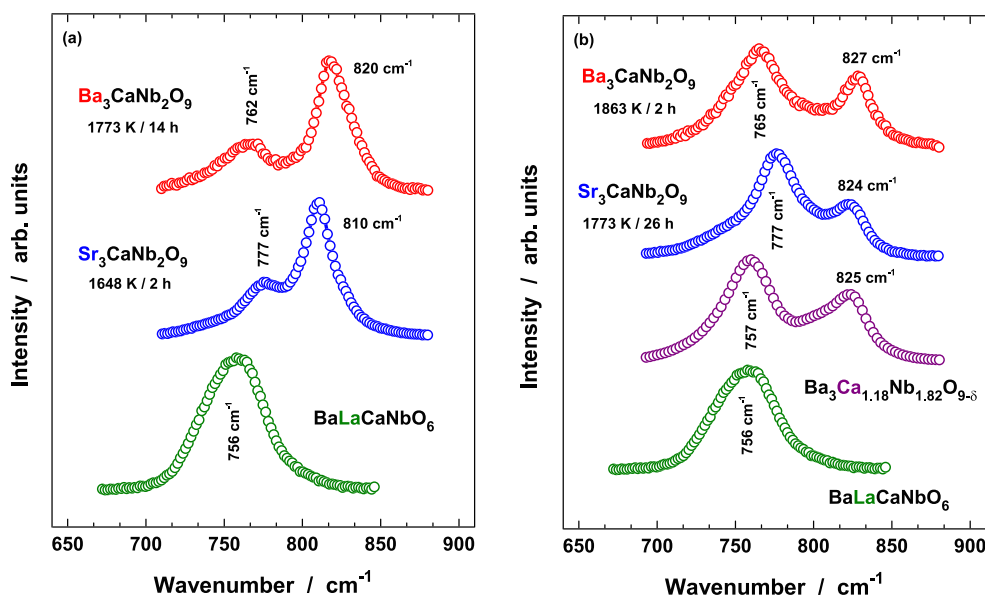 (a)
820 cm⁻¹
762 cm⁻¹
Ba₃CaNb₂O₉
1773 K / 14 h
810 cm⁻¹
777 cm⁻¹
Sr₃CaNb₂O₉
1648 K / 2 h
BaLaCaNbO₆
756 cm⁻¹
Intensity / arb. units
650 700 750 800 850 900
Wavenumber / cm⁻¹
(b)
827 cm⁻¹
Ba₃CaNb₂O₉
1863 K / 2 h
765 cm⁻¹
824 cm⁻¹
Sr₃CaNb₂O₉
1773 K / 26 h
777 cm⁻¹
825 cm⁻¹
757 cm⁻¹
Ba₃Ca₁.₁₈Nb₁.₈₂O₉₋δ
756 cm⁻¹
BaLaCaNbO₆
Intensity / arb. units
650 700 750 800 850 900
Wavenumber / cm⁻¹